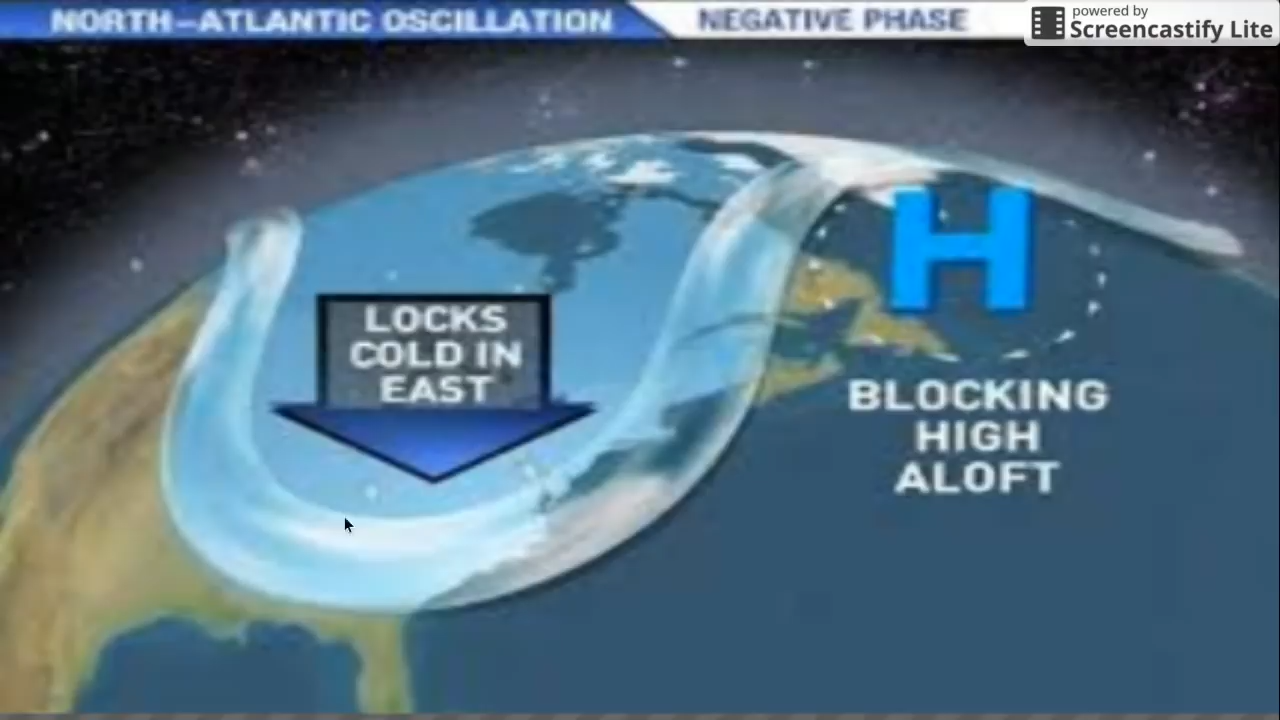 NORTH-ATLANTIC OSCILLATION
NEGATIVE PHASE
powered by
Screencastify Lite
H
LOCKS
COLD IN
EAST
BLOCKING
HIGH
ALOFT